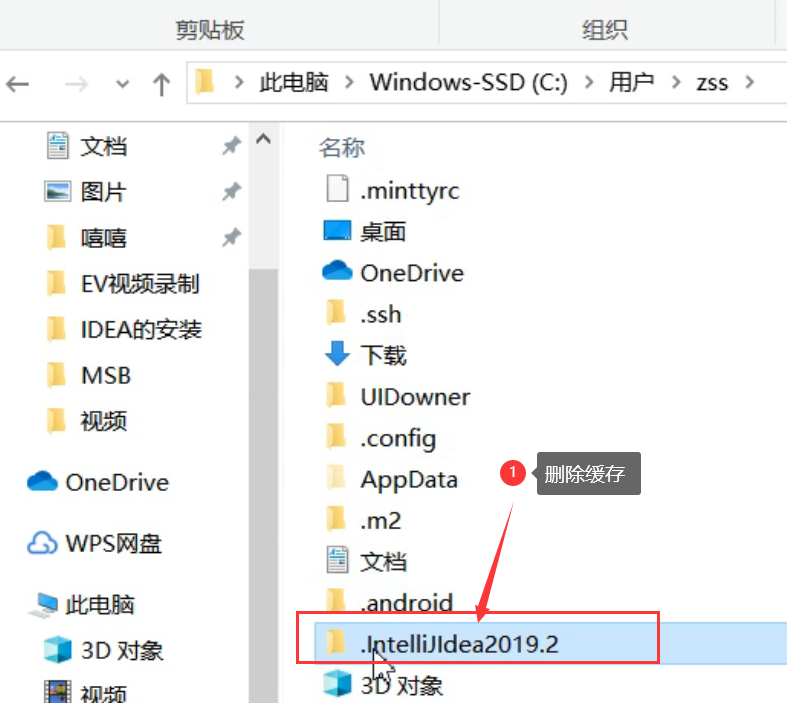 剪贴板
组织
此电脑
Windows-SSD (C:)
用户
zss
文档
图片
嘻嘻
EV视频录制
IDEA的安装
MSB
视频
OneDrive
WPS网盘
此电脑
3D 对象
视频
名称
.minttyrc
桌面
OneDrive
.ssh
下载
UIDowner
.config
AppData
.m2
文档
.android
.IntelliJIdea2019.2
3D 对象
1
删除缓存